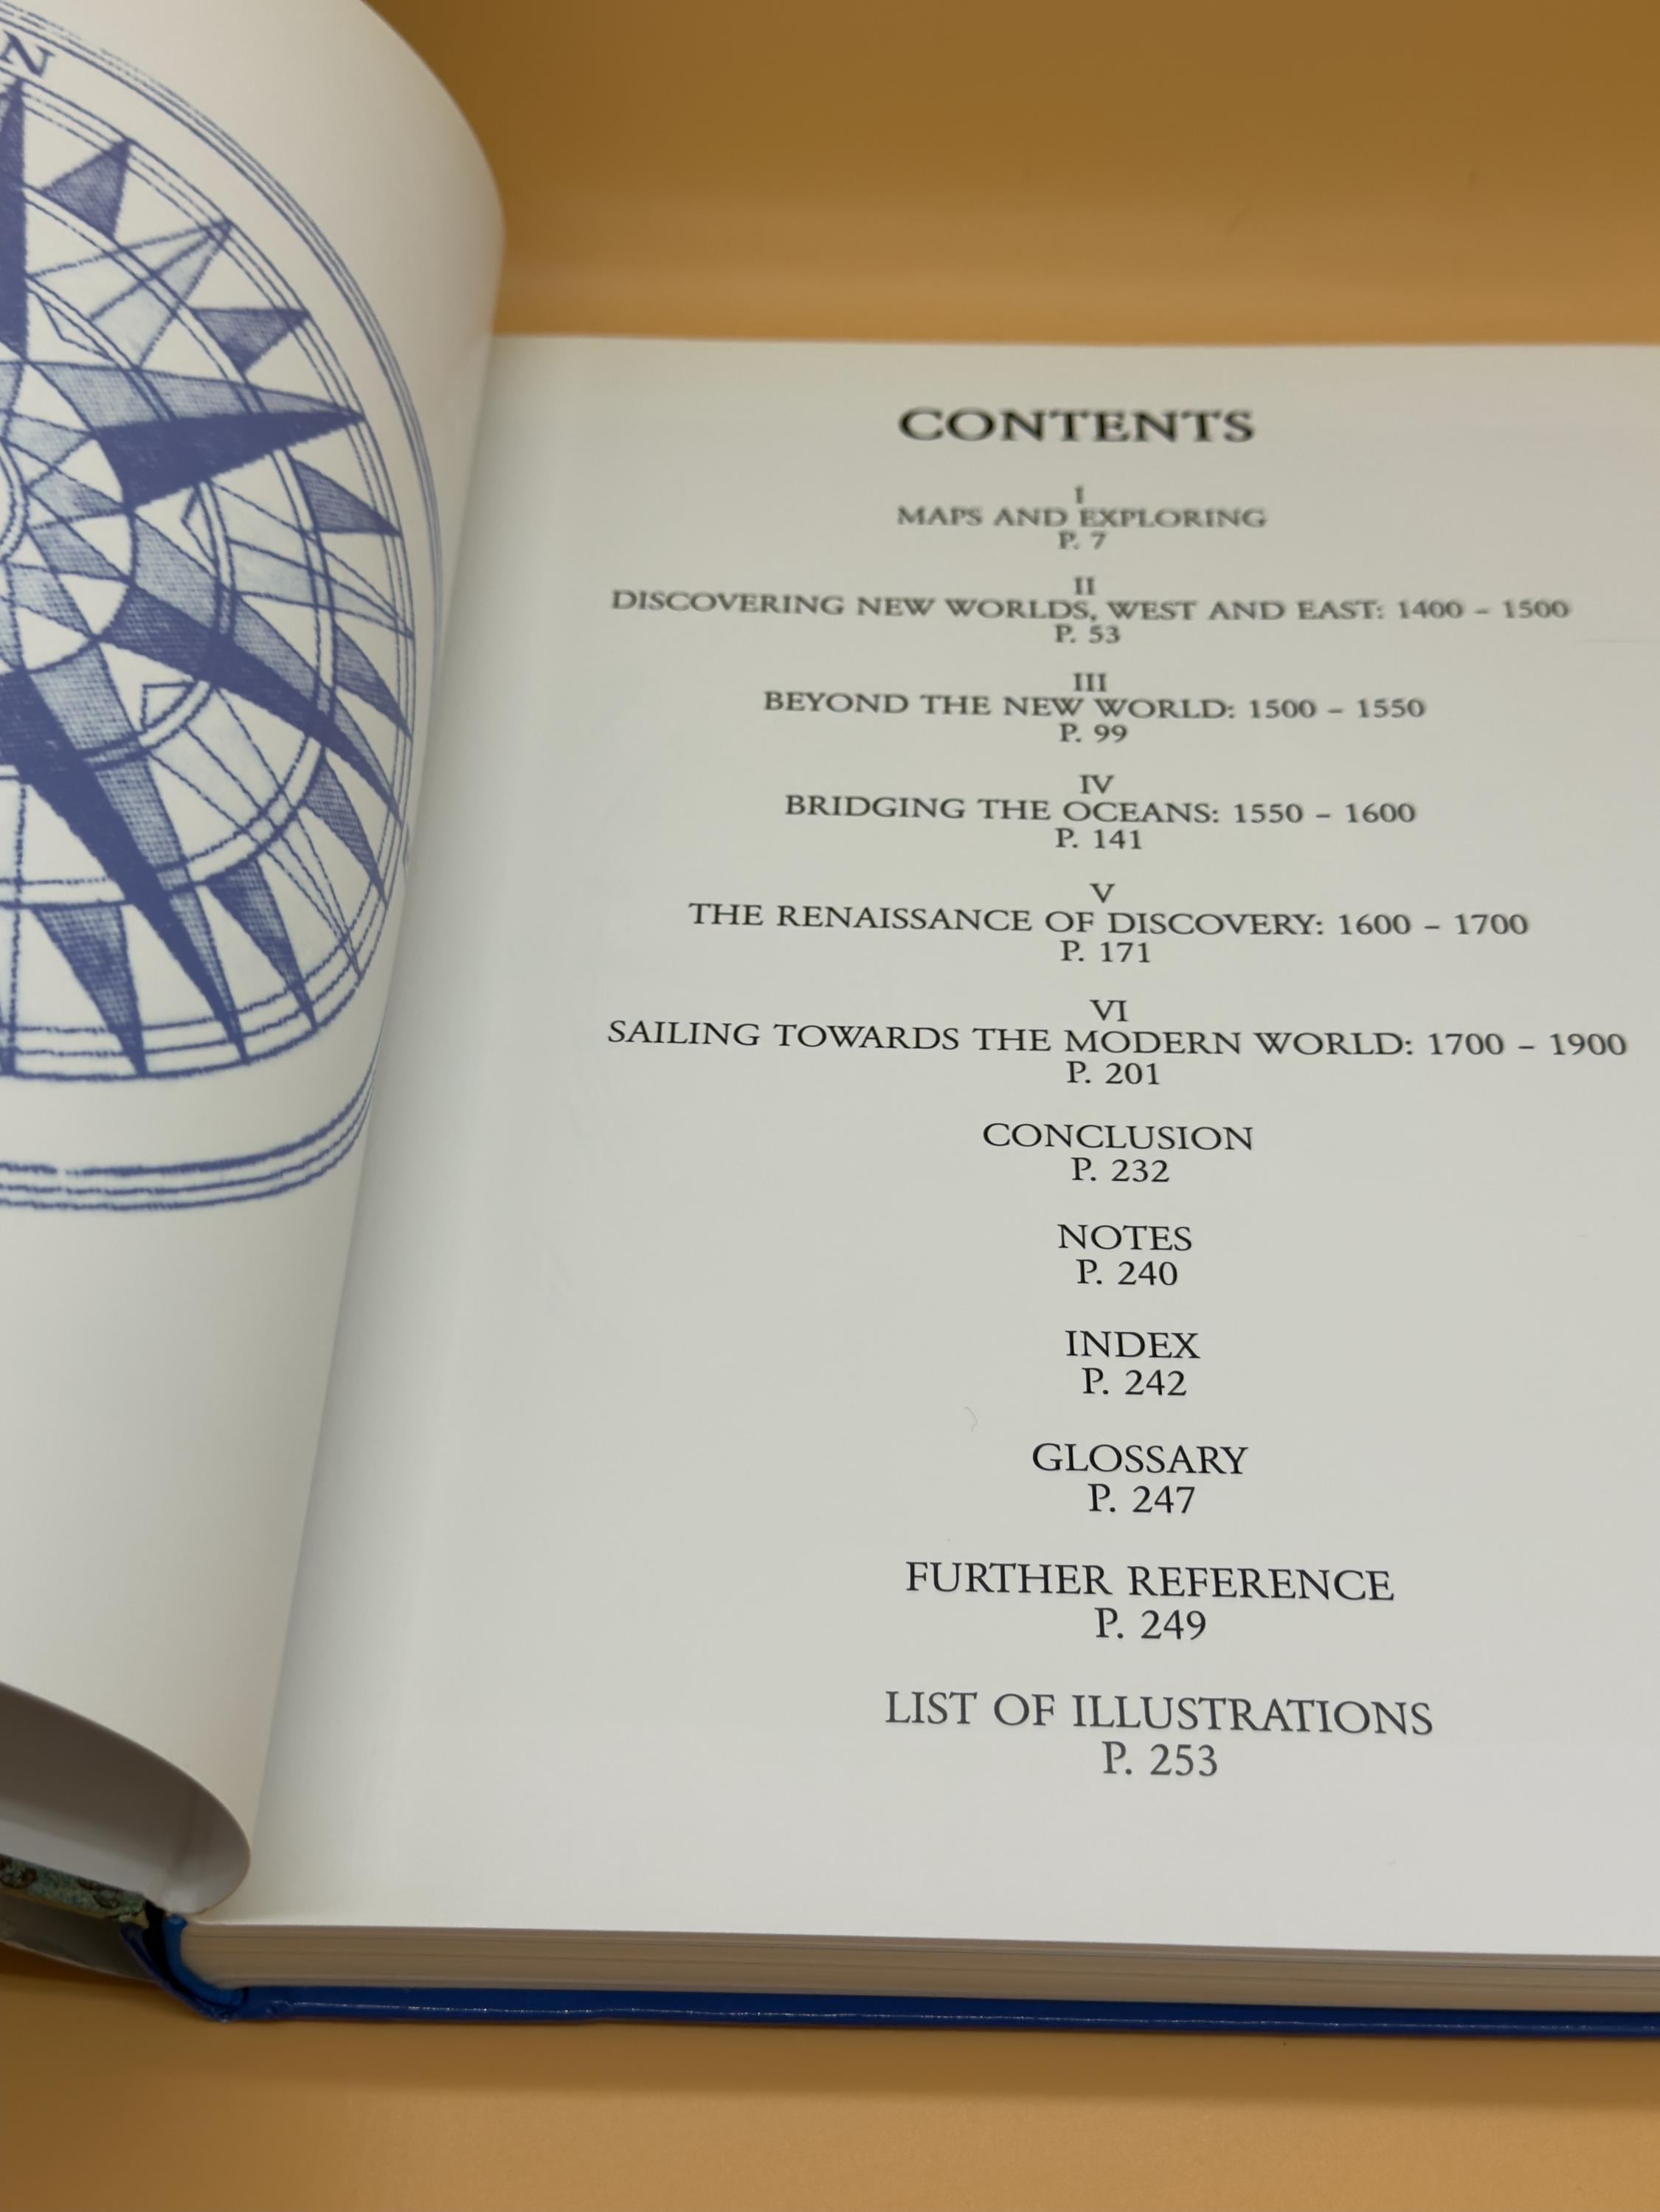 N
CONTENTS
I
MAPS AND EXPLORING
P. 7
II
DISCOVERING NEW WORLDS, WEST AND EAST: 1400 – 1500
P. 53
III
BEYOND THE NEW WORLD: 1500 – 1550
P. 99
IV
BRIDGING THE OCEANS: 1550 – 1600
P. 141
V
THE RENAISSANCE OF DISCOVERY: 1600 – 1700
P. 171
VI
SAILING TOWARDS THE MODERN WORLD: 1700 – 1900
P. 201
CONCLUSION
P. 232
NOTES
P. 240
INDEX
P. 242
GLOSSARY
P. 247
FURTHER REFERENCE
P. 249
LIST OF ILLUSTRATIONS
P. 253